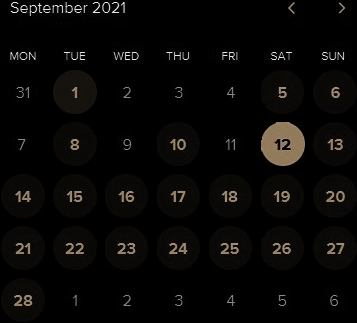 September 2021
MON TUE WED THU FRI SAT SUN
31 1 2 3 4 5 6
7 8 9 10 11 12 13
14 15 16 17 18 19 20
21 22 23 24 25 26 27
28 1 2 3 4 5 6